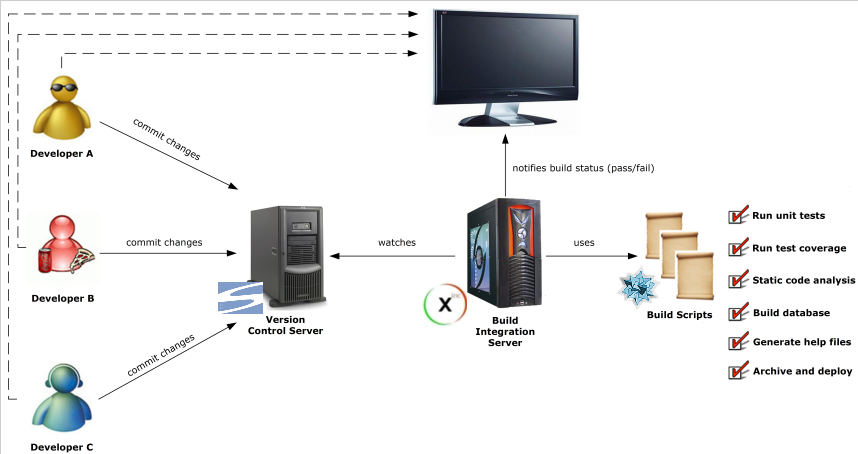 Developer A
commit changes
notifies build status (pass/fail)
Developer B
commit changes
watches
uses
Version
Control Server
X
Build
Integration
Server
Build Scripts
Run unit tests
Run test coverage
Static code analysis
Build database
Generate help files
Archive and deploy
commit changes
Developer C